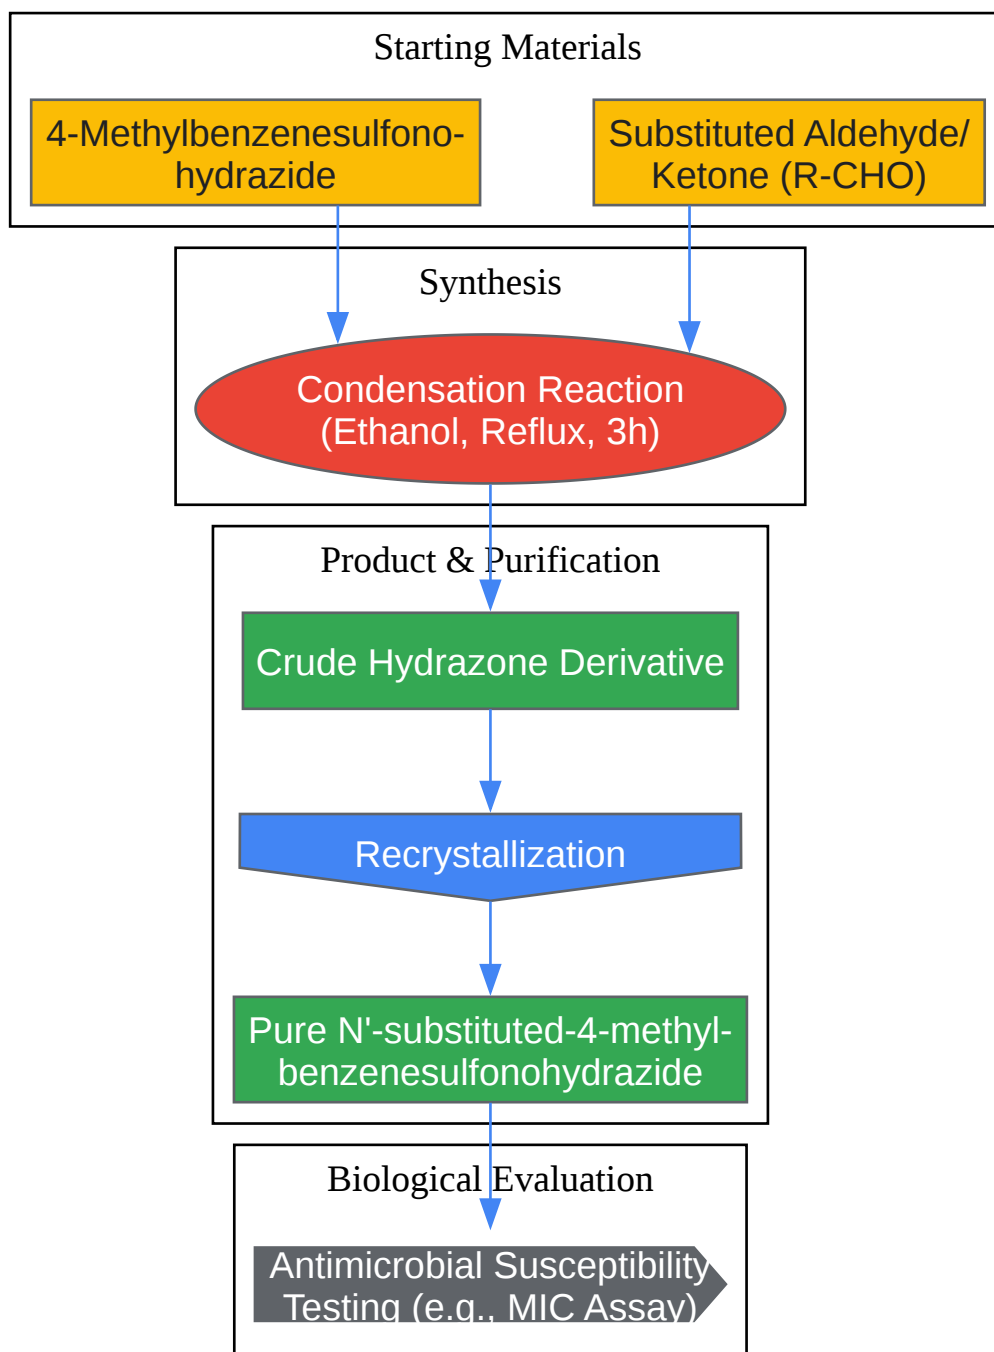 Starting Materials
4-Methylbenzenesulfono-
hydrazide
Substituted Aldehyde/
Ketone (R-CHO)
Synthesis
Condensation Reaction
(Ethanol, Reflux, 3h)
Product & Purification
Crude Hydrazone Derivative
Recrystallization
Pure N'-substituted-4-methyl-
benzenesulfonohydrazide
Biological Evaluation
Antimicrobial Susceptibility
Testing (e.g., MIC Assay)